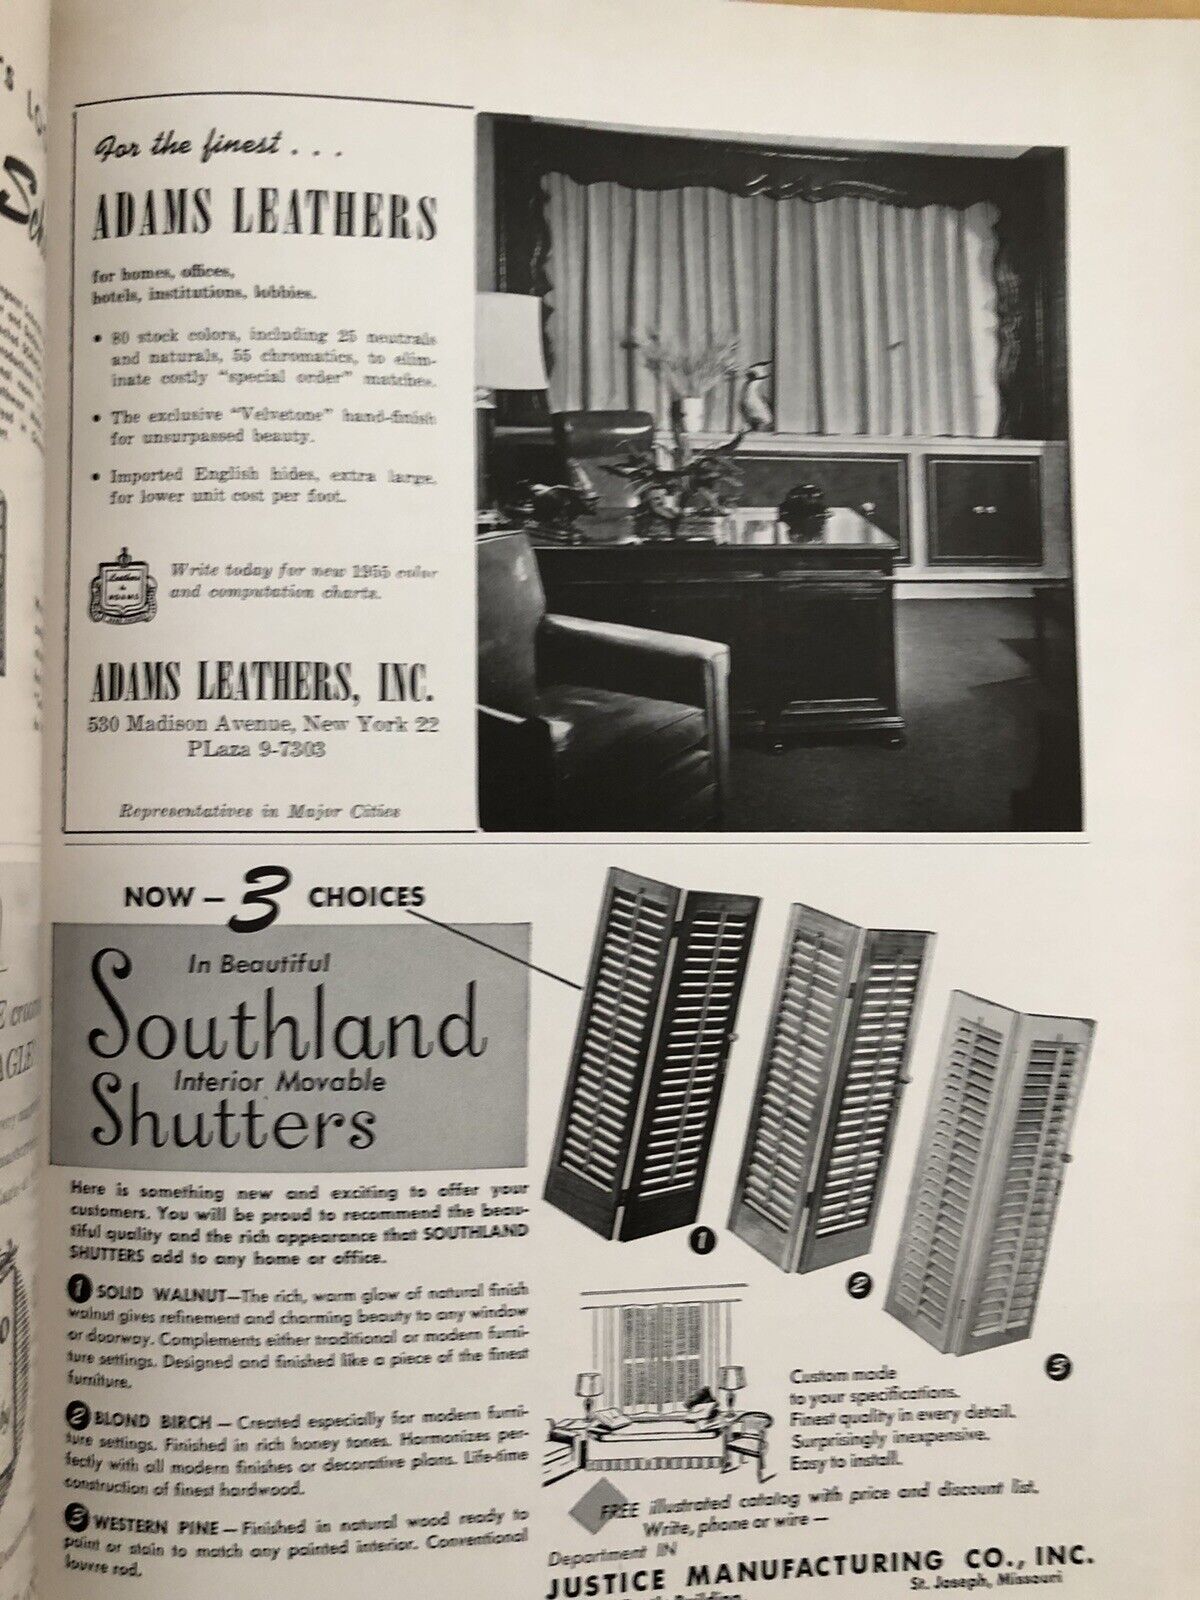 For the finest . . .
ADAMS LEATHERS
for homes, offices,
hotels, institutions, lobbies.
• 80 stock colors, including 25 neutrals
and naturals, 55 chromatics, to elim-
inate costly "special order" matches.
• The exclusive "Velvetone" hand-finish
for unsurpassed beauty.
• Imported English hides, extra large,
for lower unit cost per foot.
Leathers
by
ADAMS
Write today for new 1955 color
and computation charts.
ADAMS LEATHERS, INC.
530 Madison Avenue, New York 22
PLaza 9-7303
Representatives in Major Cities
NOW – 3 CHOICES
In Beautiful
Southland
Interior Movable
Shutters
Here is something new and exciting to offer your
customers. You will be proud to recommend the beau-
tiful quality and the rich appearance that SOUTHLAND
SHUTTERS add to any home or office.
1 SOLID WALNUT—The rich, warm glow of natural finish
walnut gives refinement and charming beauty to any window
or doorway. Complements either traditional or modern furni-
ture settings. Designed and finished like a piece of the finest
furniture.
2 BLOND BIRCH — Created especially for modern furni-
ture settings. Finished in rich honey tones. Harmonizes per-
fectly with all modern finishes or decorative plans. Life-time
construction of finest hardwood.
3 WESTERN PINE — Finished in natural wood ready to
paint or stain to match any painted interior. Conventional
louvre rod.
1
2
3
Custom made
to your specifications.
Finest quality in every detail.
Surprisingly inexpensive.
Easy to install.
FREE illustrated catalog with price and discount list.
Write, phone or wire —
Department IN
JUSTICE MANUFACTURING CO., INC.
St. Joseph, Missouri
Building